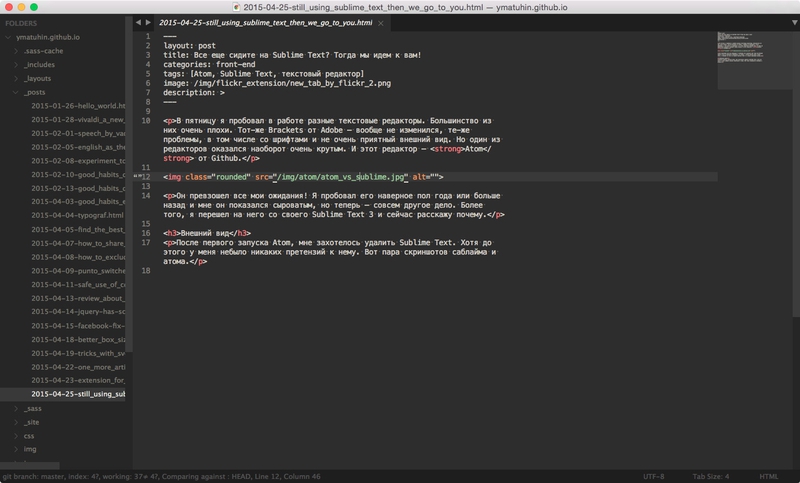 2015-04-25-still_using_sublime_text_then_we_go_to_you.html — ymatuhin.github.io
FOLDERS
ymatuhin.github.io
.sass-cache
_includes
_layouts
_posts
2015-01-26-hello_world.ht
2015-01-28-vivaldi_a_new_
2015-02-01-speech_by_va
2015-02-05-english_as_the
2015-02-08-experiment_to
2015-02-10-good_habits_c
2015-02-13-good_habits_c
2015-02-23-good_habits_c
2015-04-04-typograf.html
2015-04-05-find_the_best_
2015-04-07-how_to_share_
2015-04-08-how_to_exclu
2015-04-09-punto_switche
2015-04-11-safe_use_of_c
2015-04-13-review_about_
2015-04-14-jquery-has-sc
2015-04-15-facebook-fix-
2015-04-18-better_box_si
2015-04-19-tricks_with_sv
2015-04-22-one_more_arti
2015-04-23-extension_for_
2015-04-25-still_using_sub
_sass
_site
css
img
2015-04-25-still_using_sublime_text_then_we_go_to_you.html
1 ---
2 layout: post
3 title: Все еще сидите на Sublime Text? Тогда мы идем к вам!
4 categories: front-end
5 tags: [Atom, Sublime Text, текстовый редактор]
6 image: /img/flickr_extension/new_tab_by_flickr_2.png
7 description: >
8 ---
9
10 <p>В пятницу я пробовал в работе разные текстовые редакторы. Большинство из
них очень плохи. Тот-же Brackets от Adobe — вообще не изменился, те-же
проблемы, в том числе со шрифтами и не очень приятный внешний вид. Но один из
редакторов оказался наоборот очень крутым. И этот редактор — <strong>Atom</
strong> от Github.</p>
11
12 <img class="rounded" src="/img/atom/atom_vs_sublime.jpg" alt="">
13
14 <p>Он превзошел все мои ожидания! Я пробовал его наверное пол года или больше
назад и мне он показался сыроватым, но теперь — совсем другое дело. Более
того, я перешел на него со своего Sublime Text 3 и сейчас расскажу почему.</p>
15
16 <h3>Внешний вид</h3>
17 <p>После первого запуска Atom, мне захотелось удалить Sublime Text. Хотя до
этого у меня небыло никаких претензий к нему. Вот пара скриншотов саблайма и
атома.</p>
18
git branch: master, index: 4?, working: 37≠ 4?, Comparing against : HEAD, Line 12, Column 46
UTF-8
Tab Size: 4
HTML